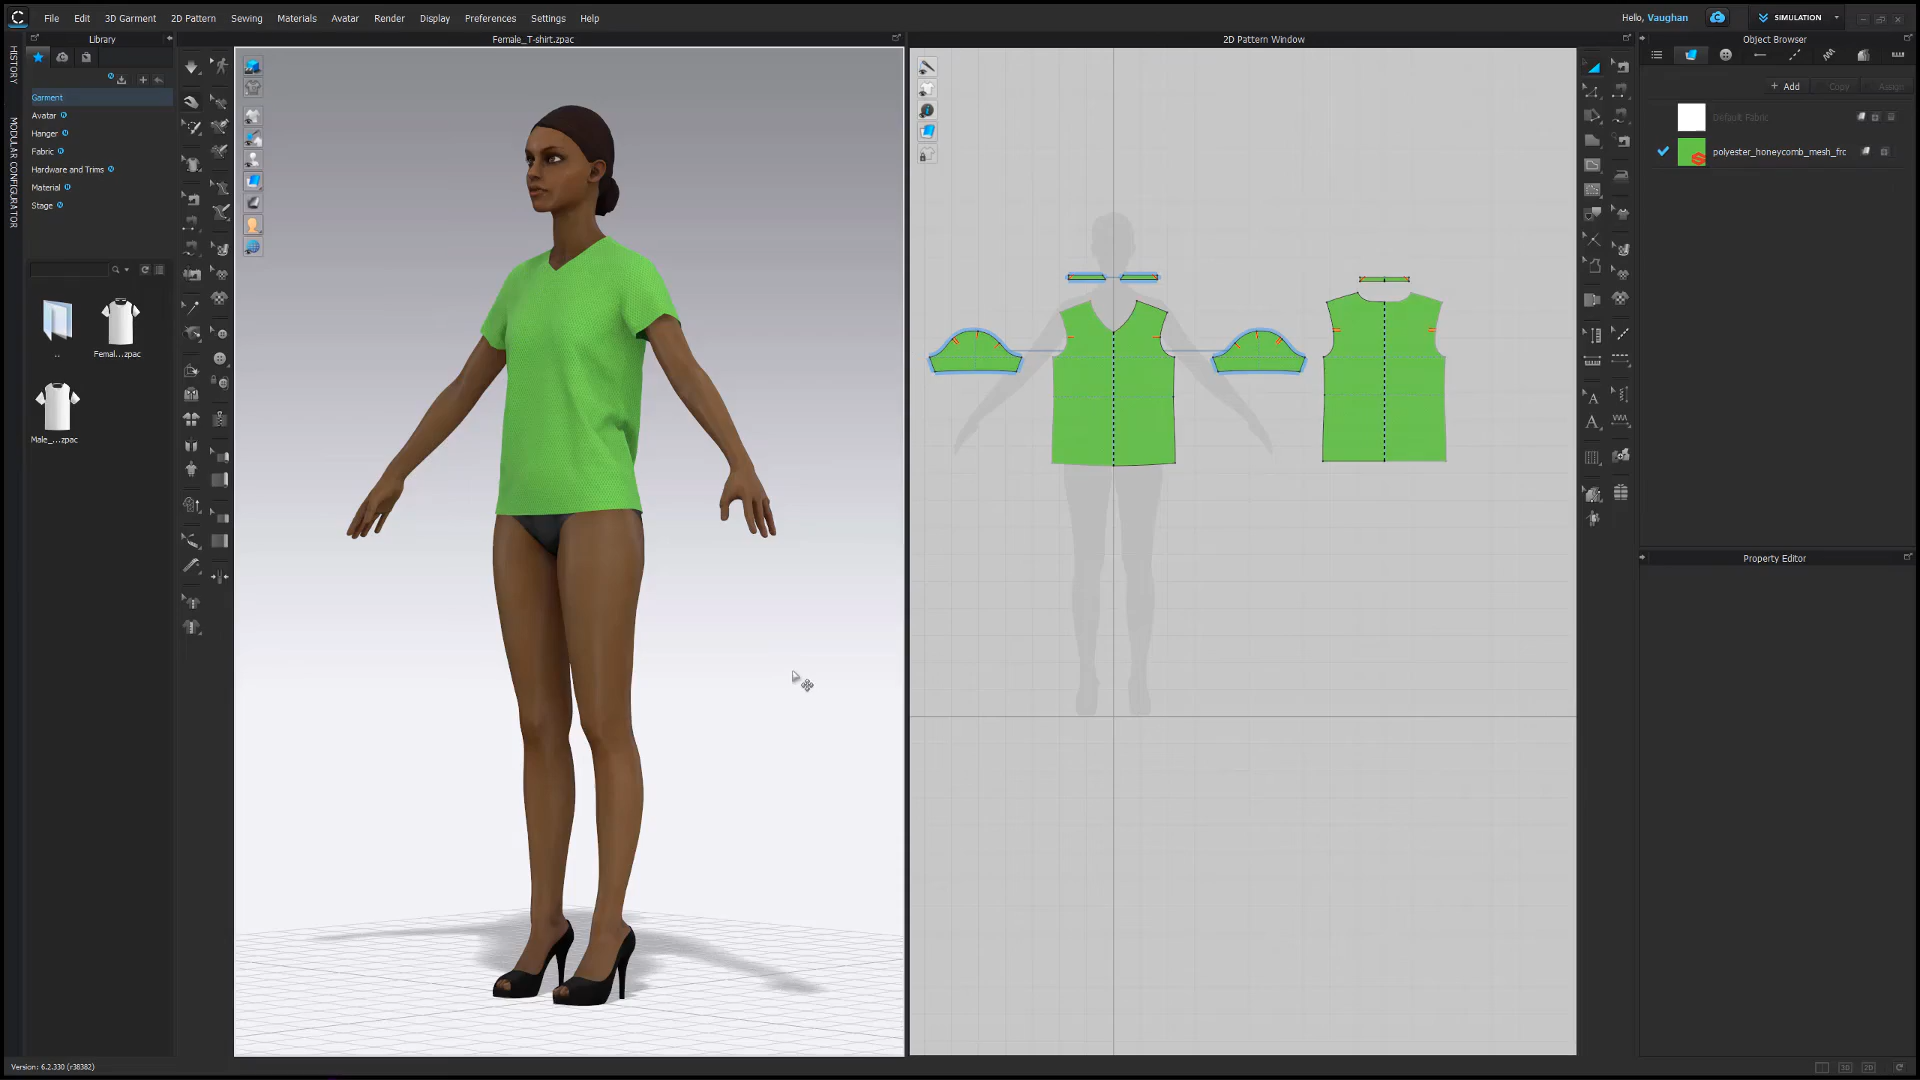 File Edit 3D Garment 2D Pattern Sewing Materials Avatar Render Display Preferences Settings Help
Hello, Vaughan
SIMULATION
Library
Female_T-shirt.zpac
2D Pattern Window
Object Browser
HISTORY
MODULAR CONFIGURATOR
Garment
Avatar
Hanger
Fabric
Hardware and Trims
Material
Stage
..
Femal...zpac
Male_...zpac
+ Add
Copy
Assign
Default Fabric
polyester_honeycomb_mesh_frc
Property Editor
Version: 6.2.330 (r38382)
3D
2D